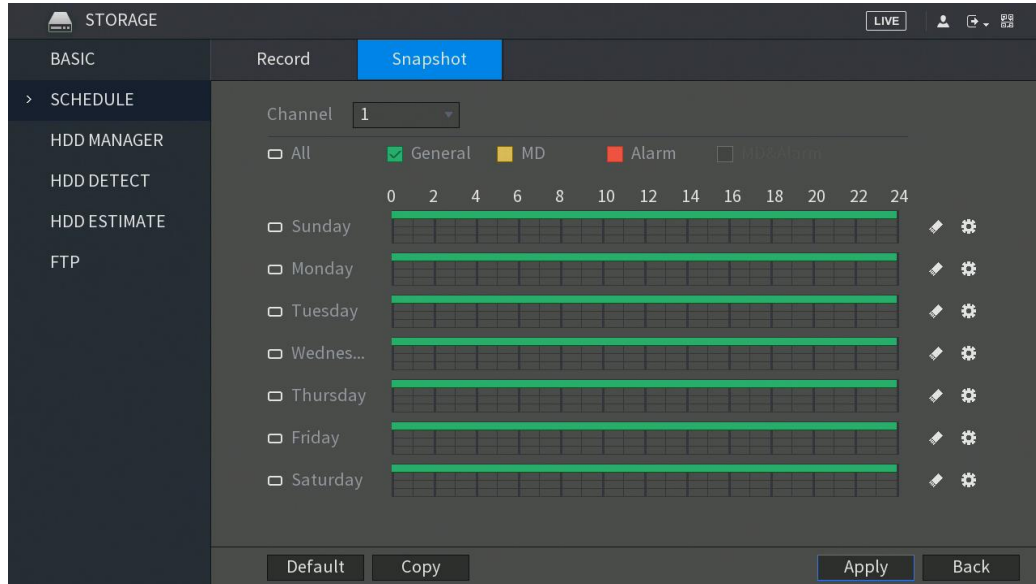 STORAGE LIVE
BASIC Record Snapshot
> SCHEDULE
Channel 1
HDD MANAGER
All General MD Alarm MD&Alarm
HDD DETECT
0 2 4 6 8 10 12 14 16 18 20 22 24
HDD ESTIMATE
Sunday
FTP
Monday
Tuesday
Wednes...
Thursday
Friday
Saturday
Default Copy Apply Back